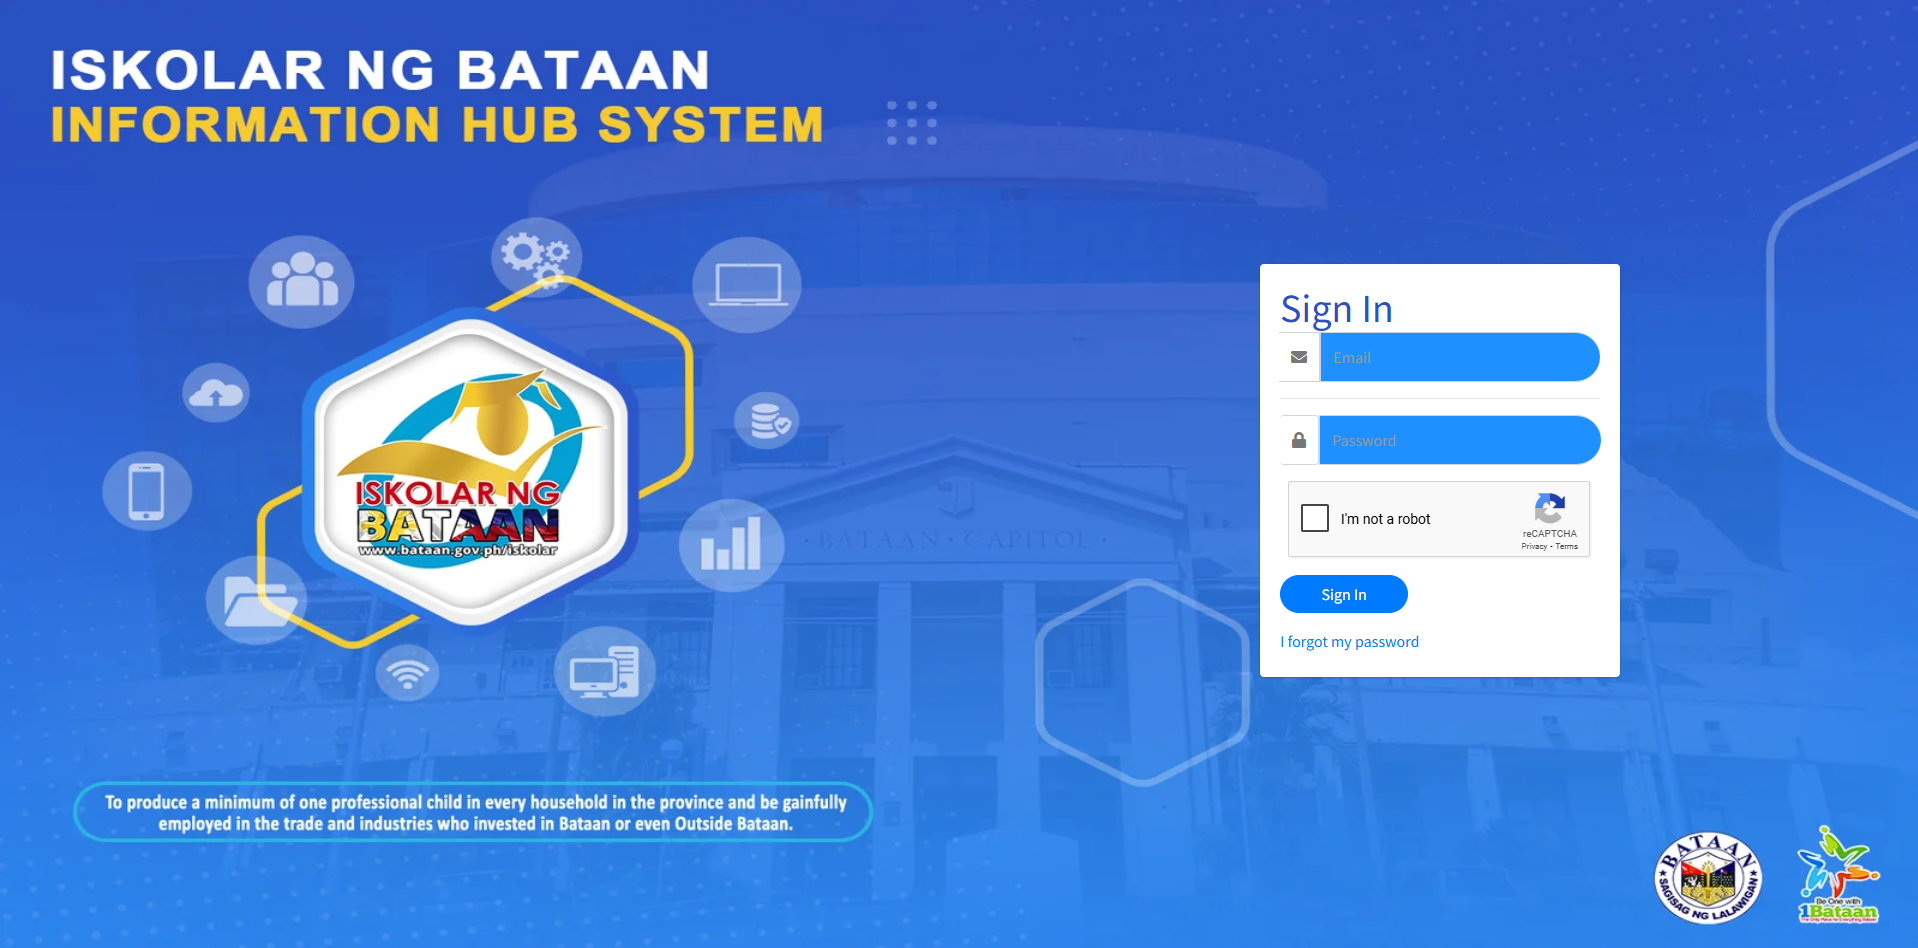 ISKOLAR NG BATAAN
INFORMATION HUB SYSTEM
ISKOLAR NG
BATAAN
www.bataan.gov.ph/iskolar
BATAAN · CAPITOL ·
To produce a minimum of one professional child in every household in the province and be gainfully
employed in the trade and industries who invested in Bataan or even Outside Bataan.
Sign In
Email
Password
I'm not a robot
reCAPTCHA
Privacy - Terms
Sign In
I forgot my password
BATAAN
SAGISAG NG LALAWIGAN
Be One with
1Bataan